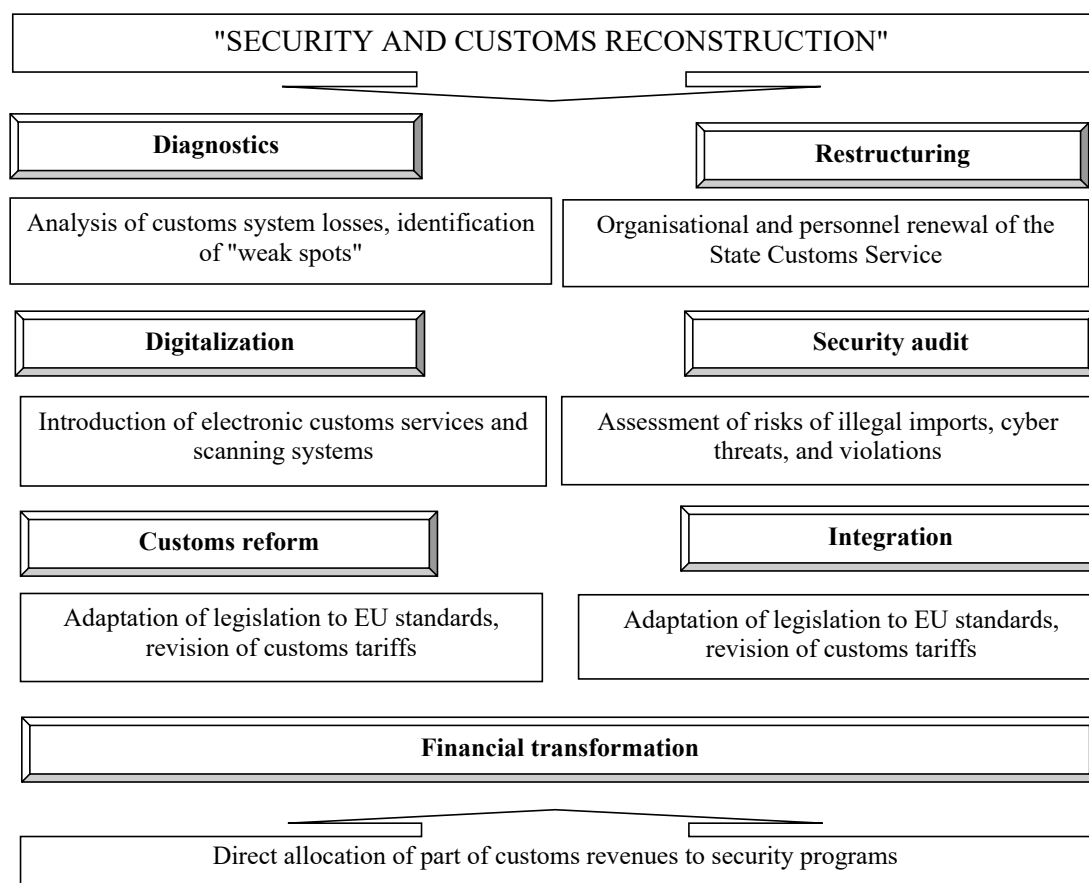 "SECURITY AND CUSTOMS RECONSTRUCTION"
Diagnostics
Restructuring
Analysis of customs system losses, identification
of "weak spots"
Organisational and personnel renewal of the
State Customs Service
Digitalization
Security audit
Introduction of electronic customs services and
scanning systems
Assessment of risks of illegal imports, cyber
threats, and violations
Customs reform
Integration
Adaptation of legislation to EU standards,
revision of customs tariffs
Adaptation of legislation to EU standards,
revision of customs tariffs
Financial transformation
Direct allocation of part of customs revenues to security programs